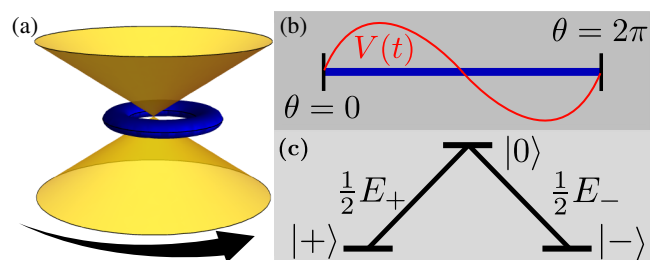 (a)
(b)
V(t)
θ = 2π
θ = 0
(c)
|0⟩
½E₊
½E₋
|+⟩
|−⟩